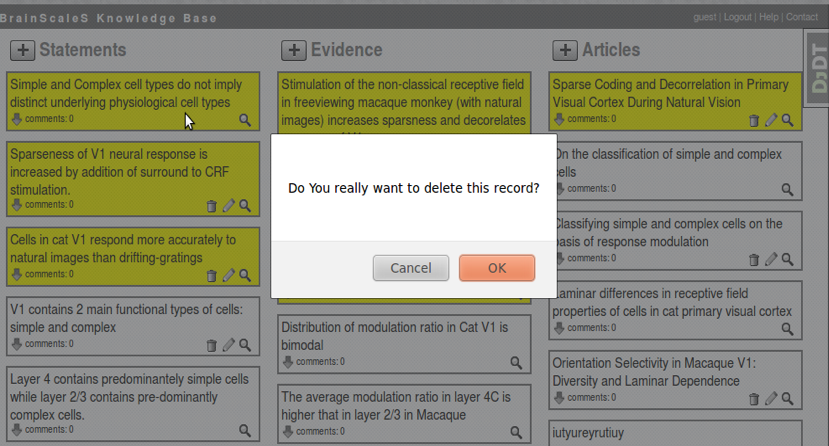 BrainScaleS Knowledge Base
guest | Logout | Help | Contact
+ Statements
Simple and Complex cell types do not imply
distinct underlying physiological cell types
comments: 0
Sparseness of V1 neural response is
increased by addition of surround to CRF
stimulation.
comments: 0
Cells in cat V1 respond more accurately to
natural images than drifting-gratings
comments: 0
V1 contains 2 main functional types of cells:
simple and complex
comments: 0
Layer 4 contains predominantely simple cells
while layer 2/3 contains pre-dominantly
complex cells.
comments: 0
+ Evidence
Stimulation of the non-classical receptive field
in freeviewing macaque monkey (with natural
images) increases sparsness and decorelates
Distribution of modulation ratio in Cat V1 is
bimodal
comments: 0
The average modulation ratio in layer 4C is
higher that in layer 2/3 in Macaque
comments: 0
+ Articles
Sparse Coding and Decorrelation in Primary
Visual Cortex During Natural Vision
comments: 0
On the classification of simple and complex
cells
comments: 0
Classifying simple and complex cells on the
basis of response modulation
comments: 0
Laminar differences in receptive field
properties of cells in cat primary visual cortex
comments: 0
Orientation Selectivity in Macaque V1:
Diversity and Laminar Dependence
comments: 0
iutyureyrutiuy
DjDT
Do You really want to delete this record?
Cancel
OK